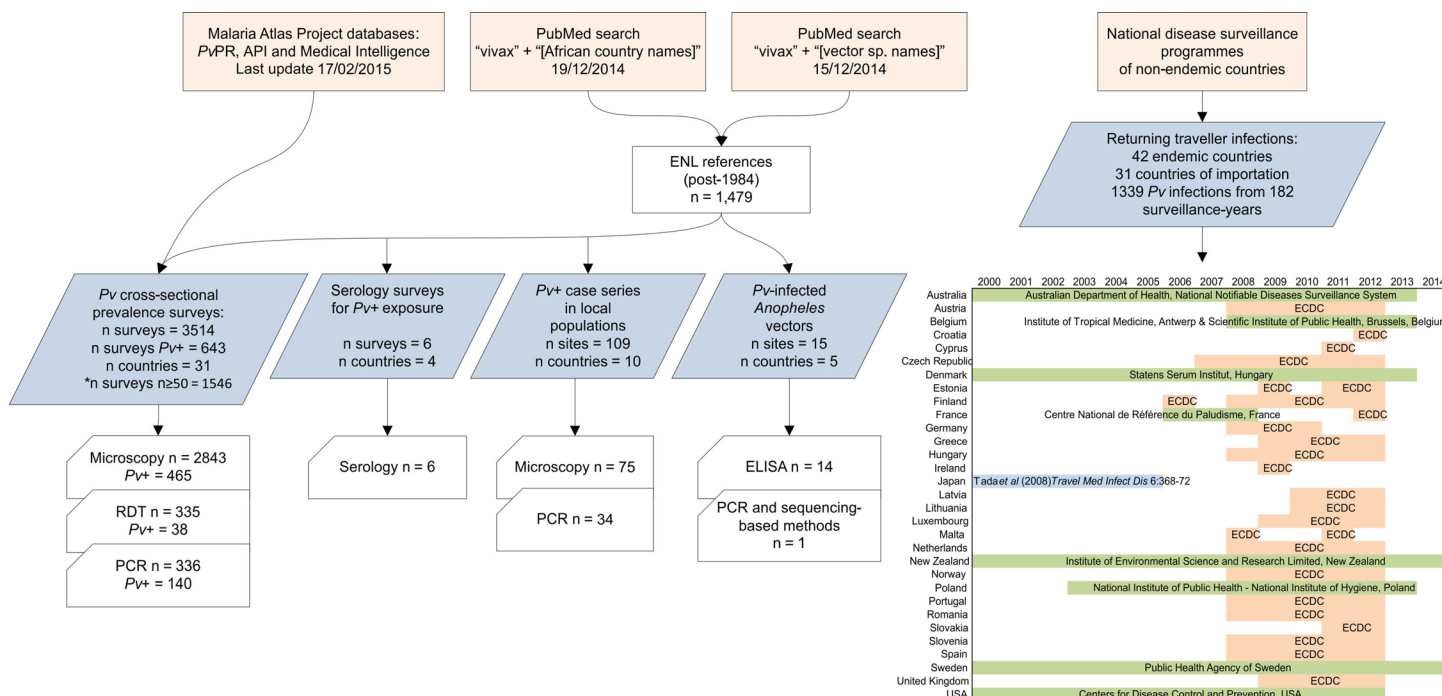 Malaria Atlas Project databases:
PvPR, API and Medical Intelligence
Last update 17/02/2015
PubMed search
“vivax” + “[African country names]”
19/12/2014
PubMed search
“vivax” + “[vector sp. names]”
15/12/2014
National disease surveillance
programmes
of non-endemic countries
ENL references
(post-1984)
n = 1,479
Returning traveller infections:
42 endemic countries
31 countries of importation
1339 Pv infections from 182
surveillance-years
Pv cross-sectional
prevalence surveys:
n surveys = 3514
n surveys Pv+ = 643
n countries = 31
*n surveys n≥50 = 1546
Serology surveys
for Pv+ exposure
n surveys = 6
n countries = 4
Pv+ case series
in local
populations
n sites = 109
n countries = 10
Pv-infected
Anopheles
vectors
n sites = 15
n countries = 5
Microscopy n = 2843
Pv+ = 465
RDT = 335
Pv+ = 38
PCR = 336
Pv+ = 140
Serology n = 6
Microscopy = 75
PCR n = 34
ELISA n = 14
PCR and sequencing-
based methods
n = 1
2000 2001 2002 2003 2004 2005 2006 2007 2008 2009 2010 2011 2012 2013 2014
Australia Australian Department of Health, National Notifiable Diseases Surveillance System
Austria ECDC
Belgium Institute of Tropical Medicine, Antwerp & Scientific Institute of Public Health, Brussels, Belgium
Croatia ECDC
Cyprus ECDC
Czech Republic ECDC
Denmark Statens Serum Institut, Hungary
Estonia ECDC ECDC
Finland ECDC ECDC
France Centre National de Référence du Paludisme, France ECDC
Germany ECDC
Greece ECDC
Hungary ECDC
Ireland ECDC
Japan Tada et al (2008)Travel Med Infect Dis 6:368-72
Latvia ECDC
Lithuania ECDC
Luxembourg ECDC
Malta ECDC ECDC
Netherlands ECDC
New Zealand Institute of Environmental Science and Research Limited, New Zealand
Norway ECDC
Poland National Institute of Public Health - National Institute of Hygiene, Poland
Portugal ECDC
Romania ECDC
Slovakia ECDC
Slovenia ECDC
Spain ECDC
Sweden Public Health Agency of Sweden
United Kingdom ECDC
USA Centers for Disease Control and Prevention, USA